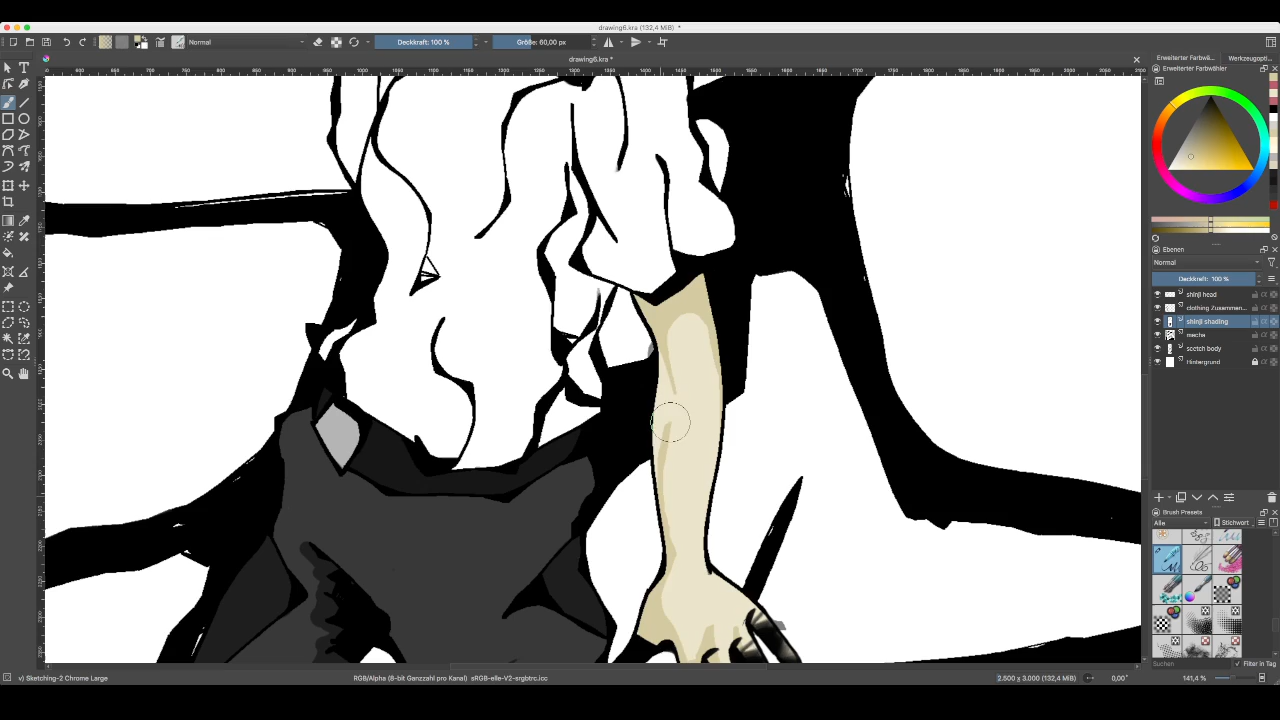 drawing6.kra (132,4 MiB) *
Normal
Deckkraft: 100 %
Größe: 60,00 px
drawing6.kra *
Erweiterter Farbwä... Werkzeugopti...
Erweiterter Farbwähler
Ebenen
Normal
Deckkraft: 100 %
shinji head
clothing Zusammen...
shinji shading
mecha
scetch body
Hintergrund
Brush Presets
Alle
Stichwort
Suchen
Filter in Tag
v) Sketching-2 Chrome Large
RGB/Alpha (8-bit Ganzzahl pro Kanal) sRGB-elle-V2-srgbtrc.icc
2.500 x 3.000 (132,4 MiB)
0,00°
141,4 %